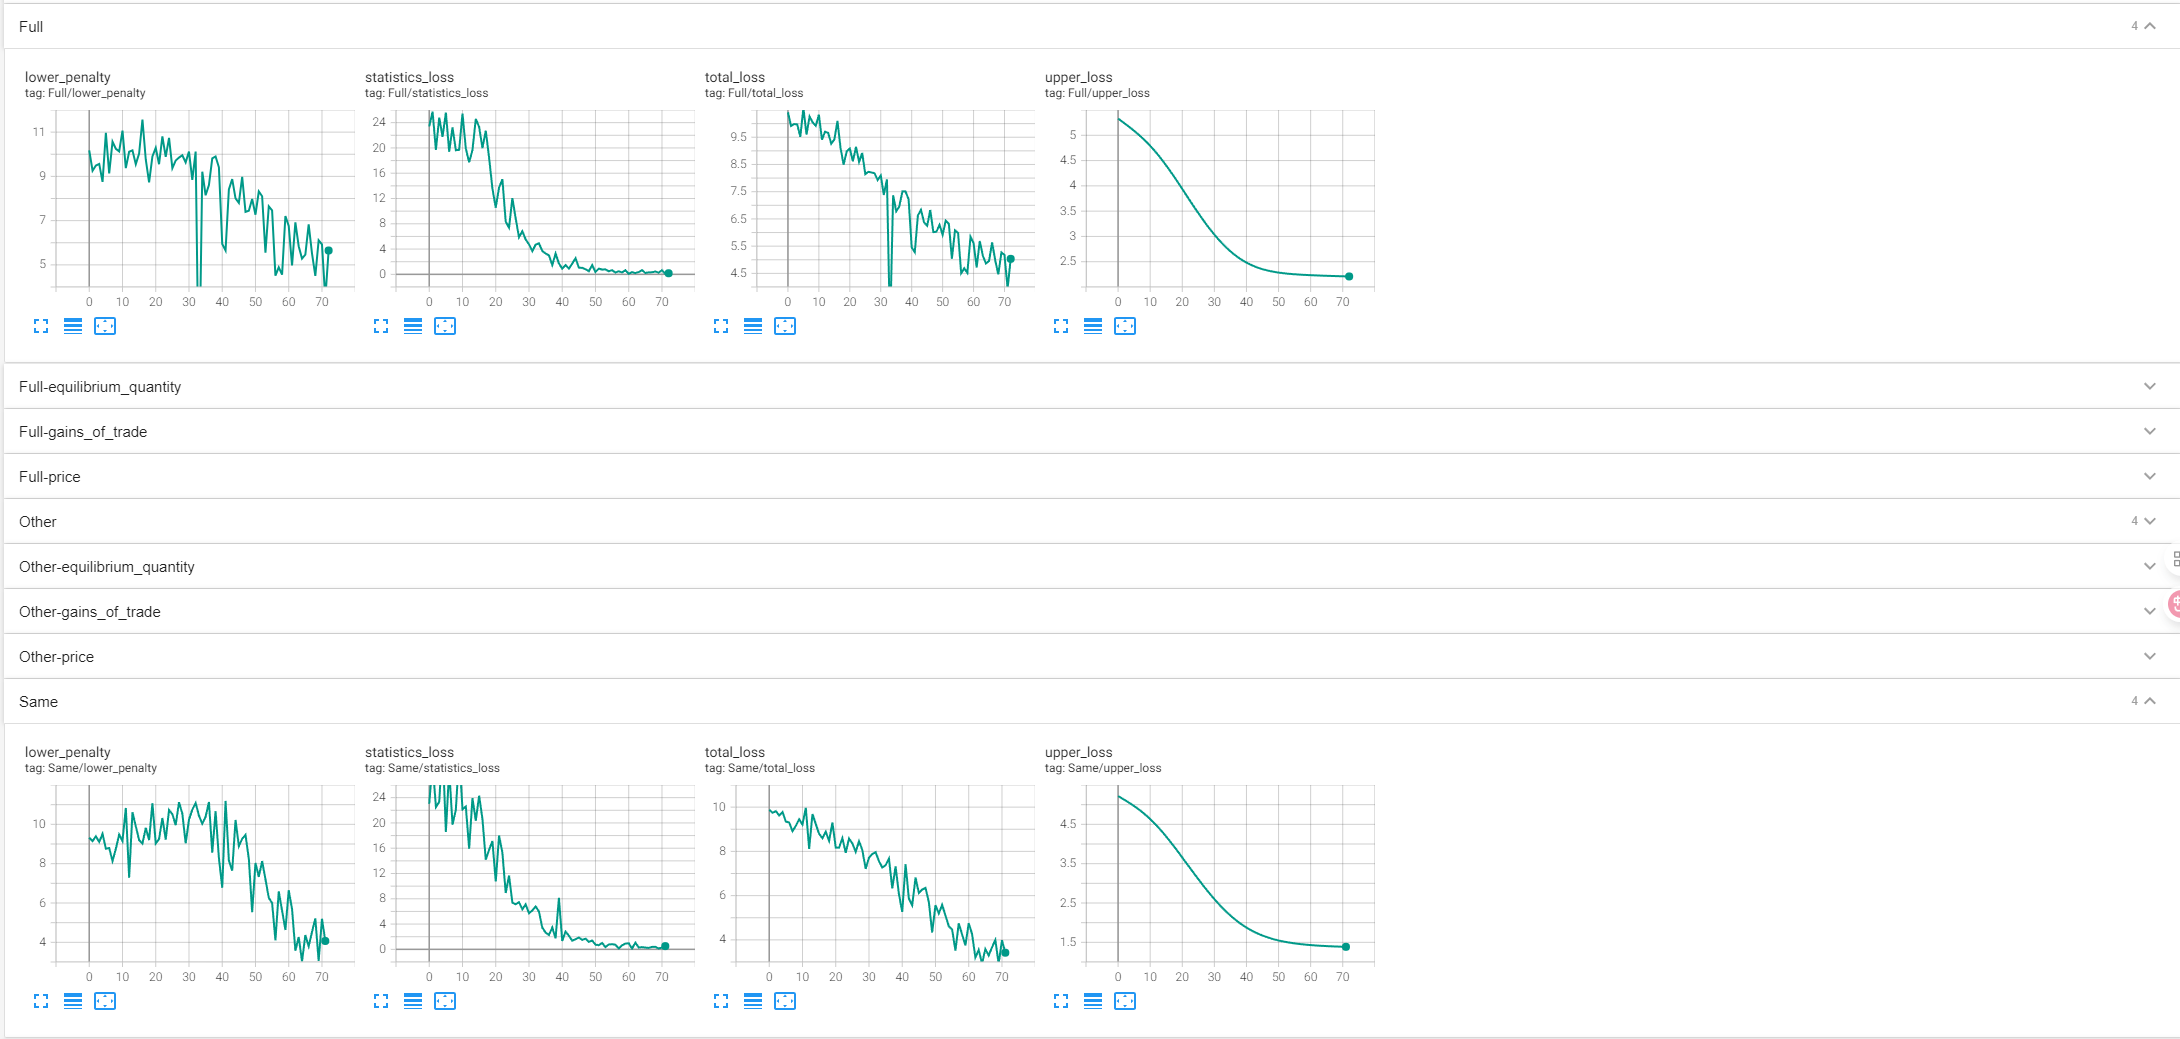 Full
4
lower_penalty
tag: Full/lower_penalty
11
9
7
5
0 10 20 30 40 50 60 70
statistics_loss
tag: Full/statistics_loss
24
20
16
12
8
4
0
0 10 20 30 40 50 60 70
total_loss
tag: Full/total_loss
9.5
8.5
7.5
6.5
5.5
4.5
0 10 20 30 40 50 60 70
upper_loss
tag: Full/upper_loss
5
4.5
4
3.5
3
2.5
0 10 20 30 40 50 60 70
Full-equilibrium_quantity
Full-gains_of_trade
Full-price
Other
4
Other-equilibrium_quantity
Other-gains_of_trade
Other-price
Same
4
lower_penalty
tag: Same/lower_penalty
10
8
6
4
0 10 20 30 40 50 60 70
statistics_loss
tag: Same/statistics_loss
24
20
16
12
8
4
0
0 10 20 30 40 50 60 70
total_loss
tag: Same/total_loss
10
8
6
4
0 10 20 30 40 50 60 70
upper_loss
tag: Same/upper_loss
4.5
3.5
2.5
1.5
0 10 20 30 40 50 60 70